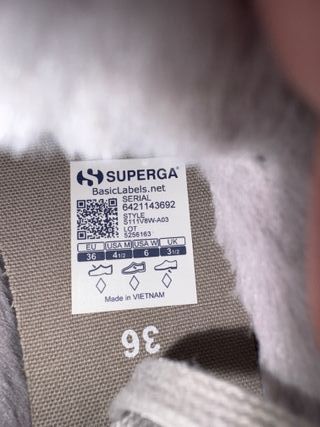 SUPERGA®
BasicLabels.net
SERIAL
6421143692
STYLE
S111V8W-A03
LOT
5256163
EU USA M USA W UK
36 4 1/2 6 3 1/2
Made in VIETNAM
36